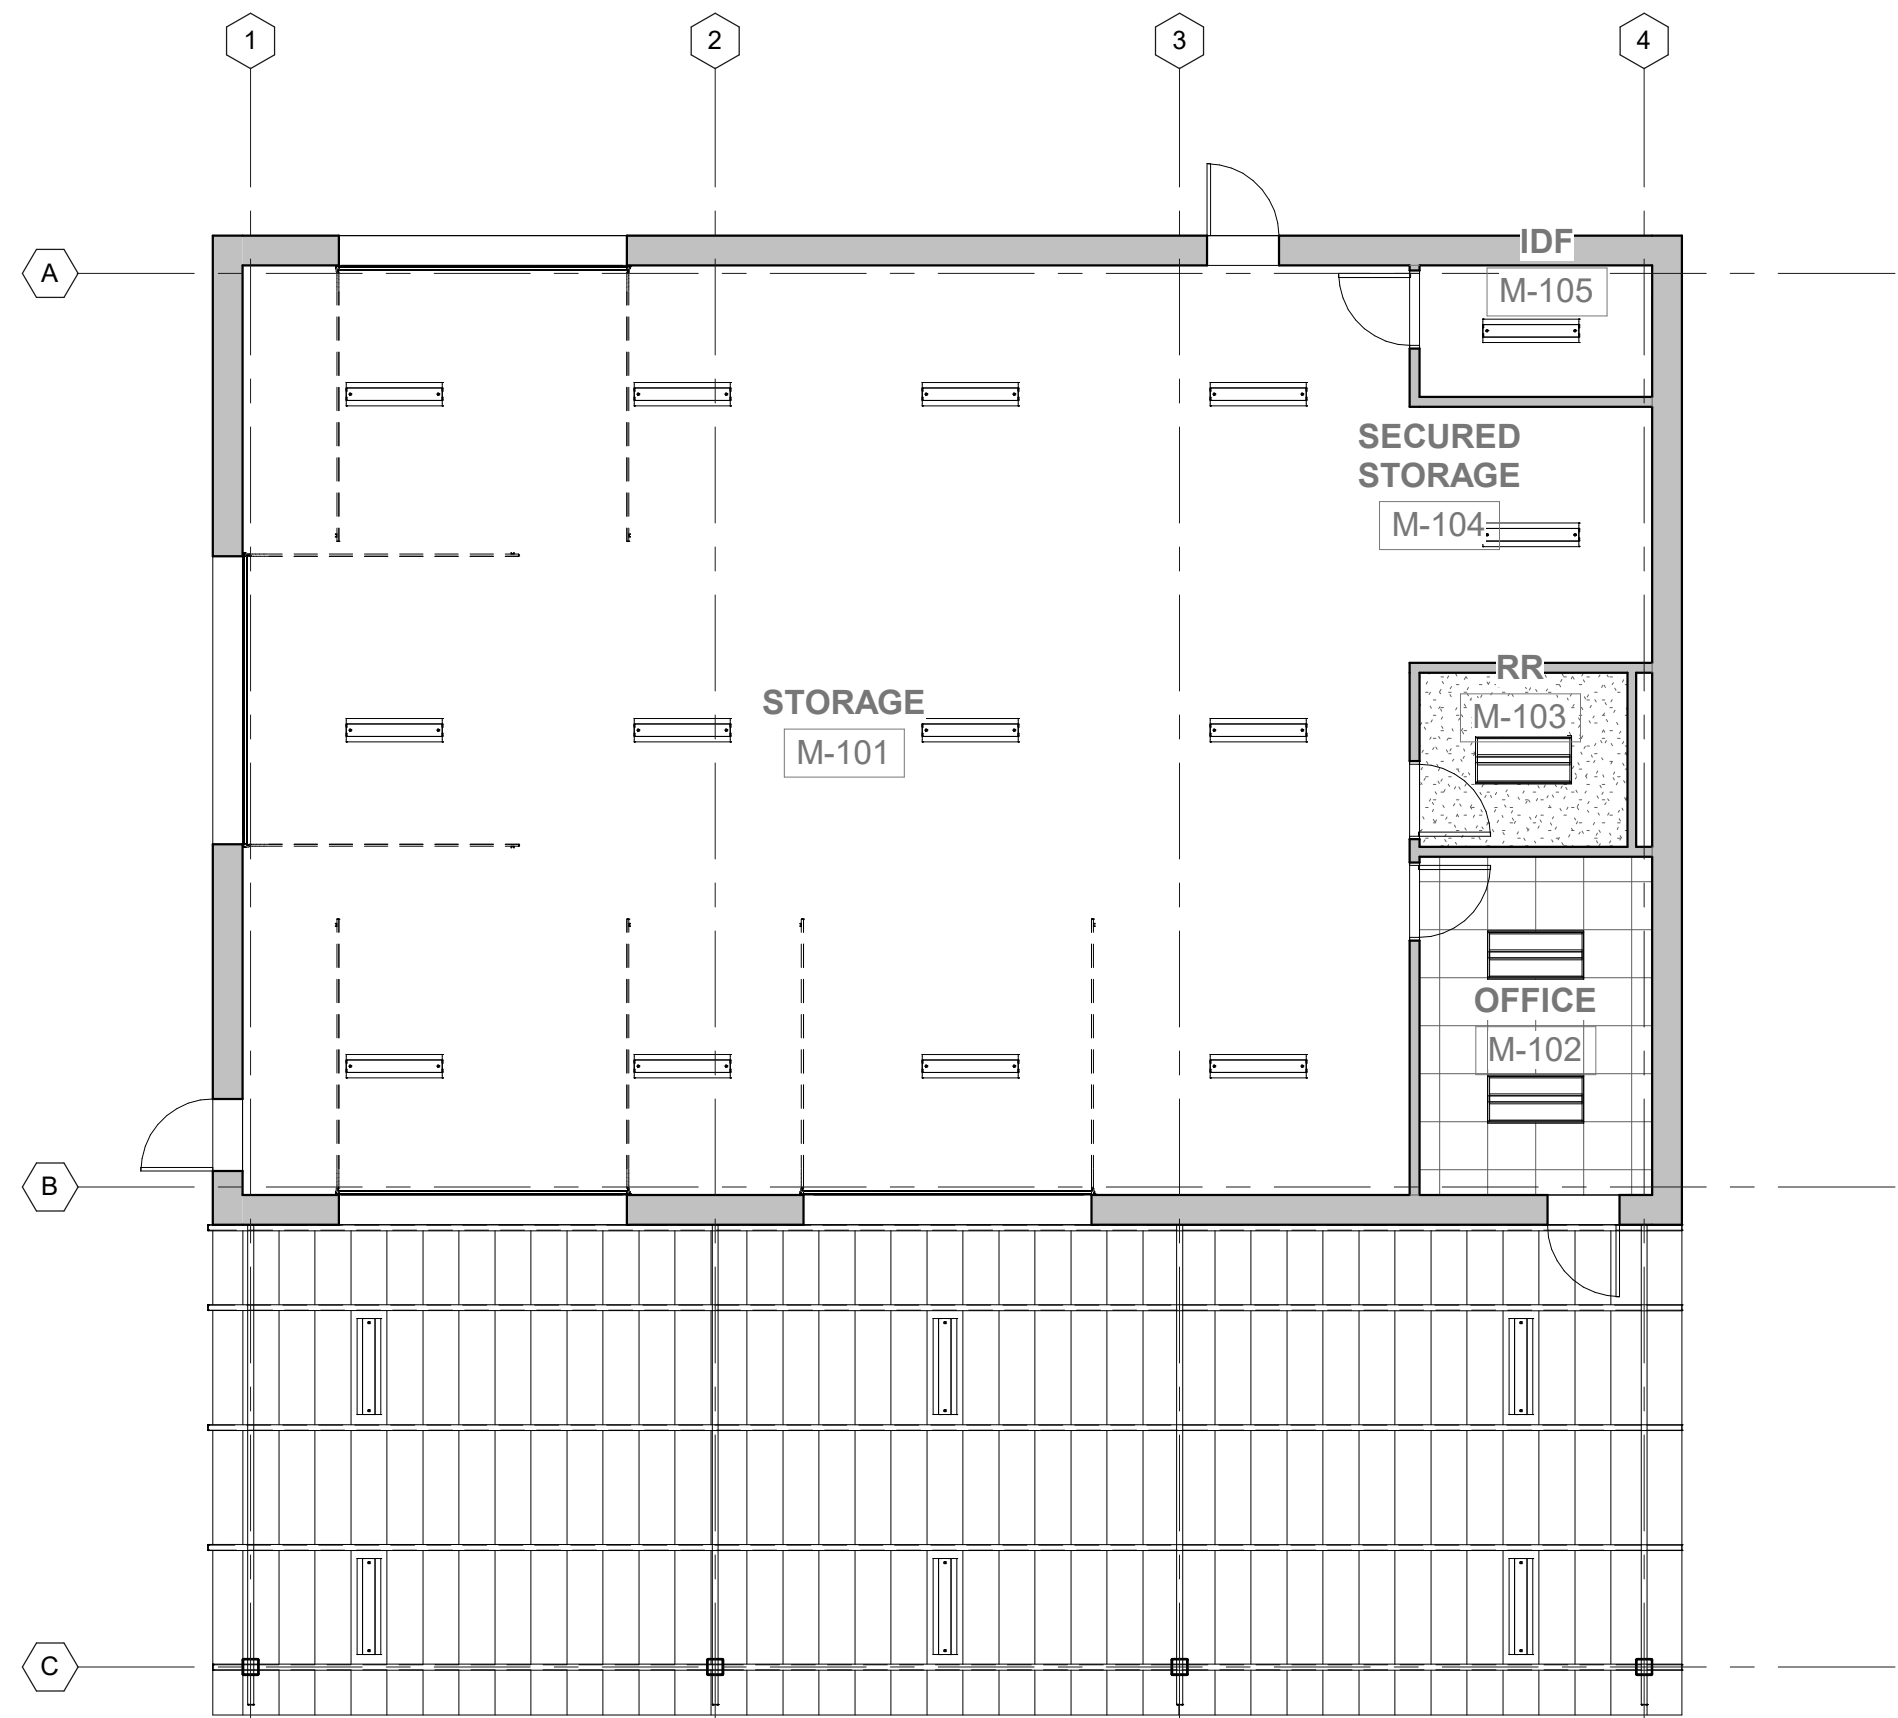 1
2
3
4
A
IDF
M-105
SECURED
STORAGE
M-104
RR
M-103
STORAGE
M-101
OFFICE
M-102
B
C